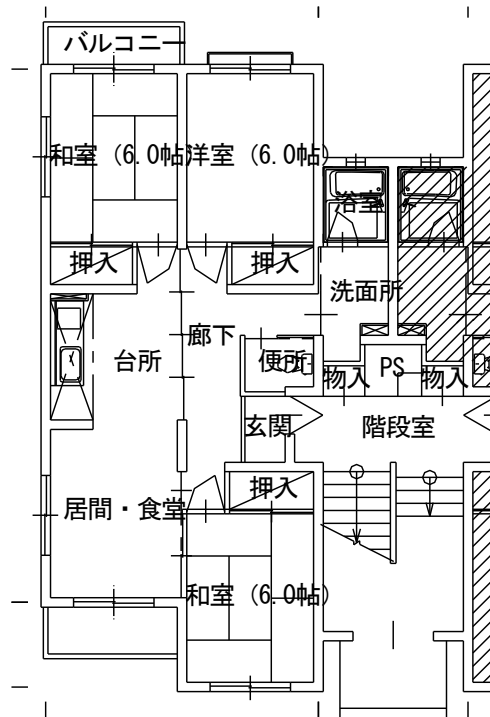 バルコニー
和室（6.0帖）
洋室（6.0帖）
浴室
押入
押入
洗面所
廊下
台所
便所
物入
PS
物入
玄関
階段室
押入
居間・食堂
和室（6.0帖）